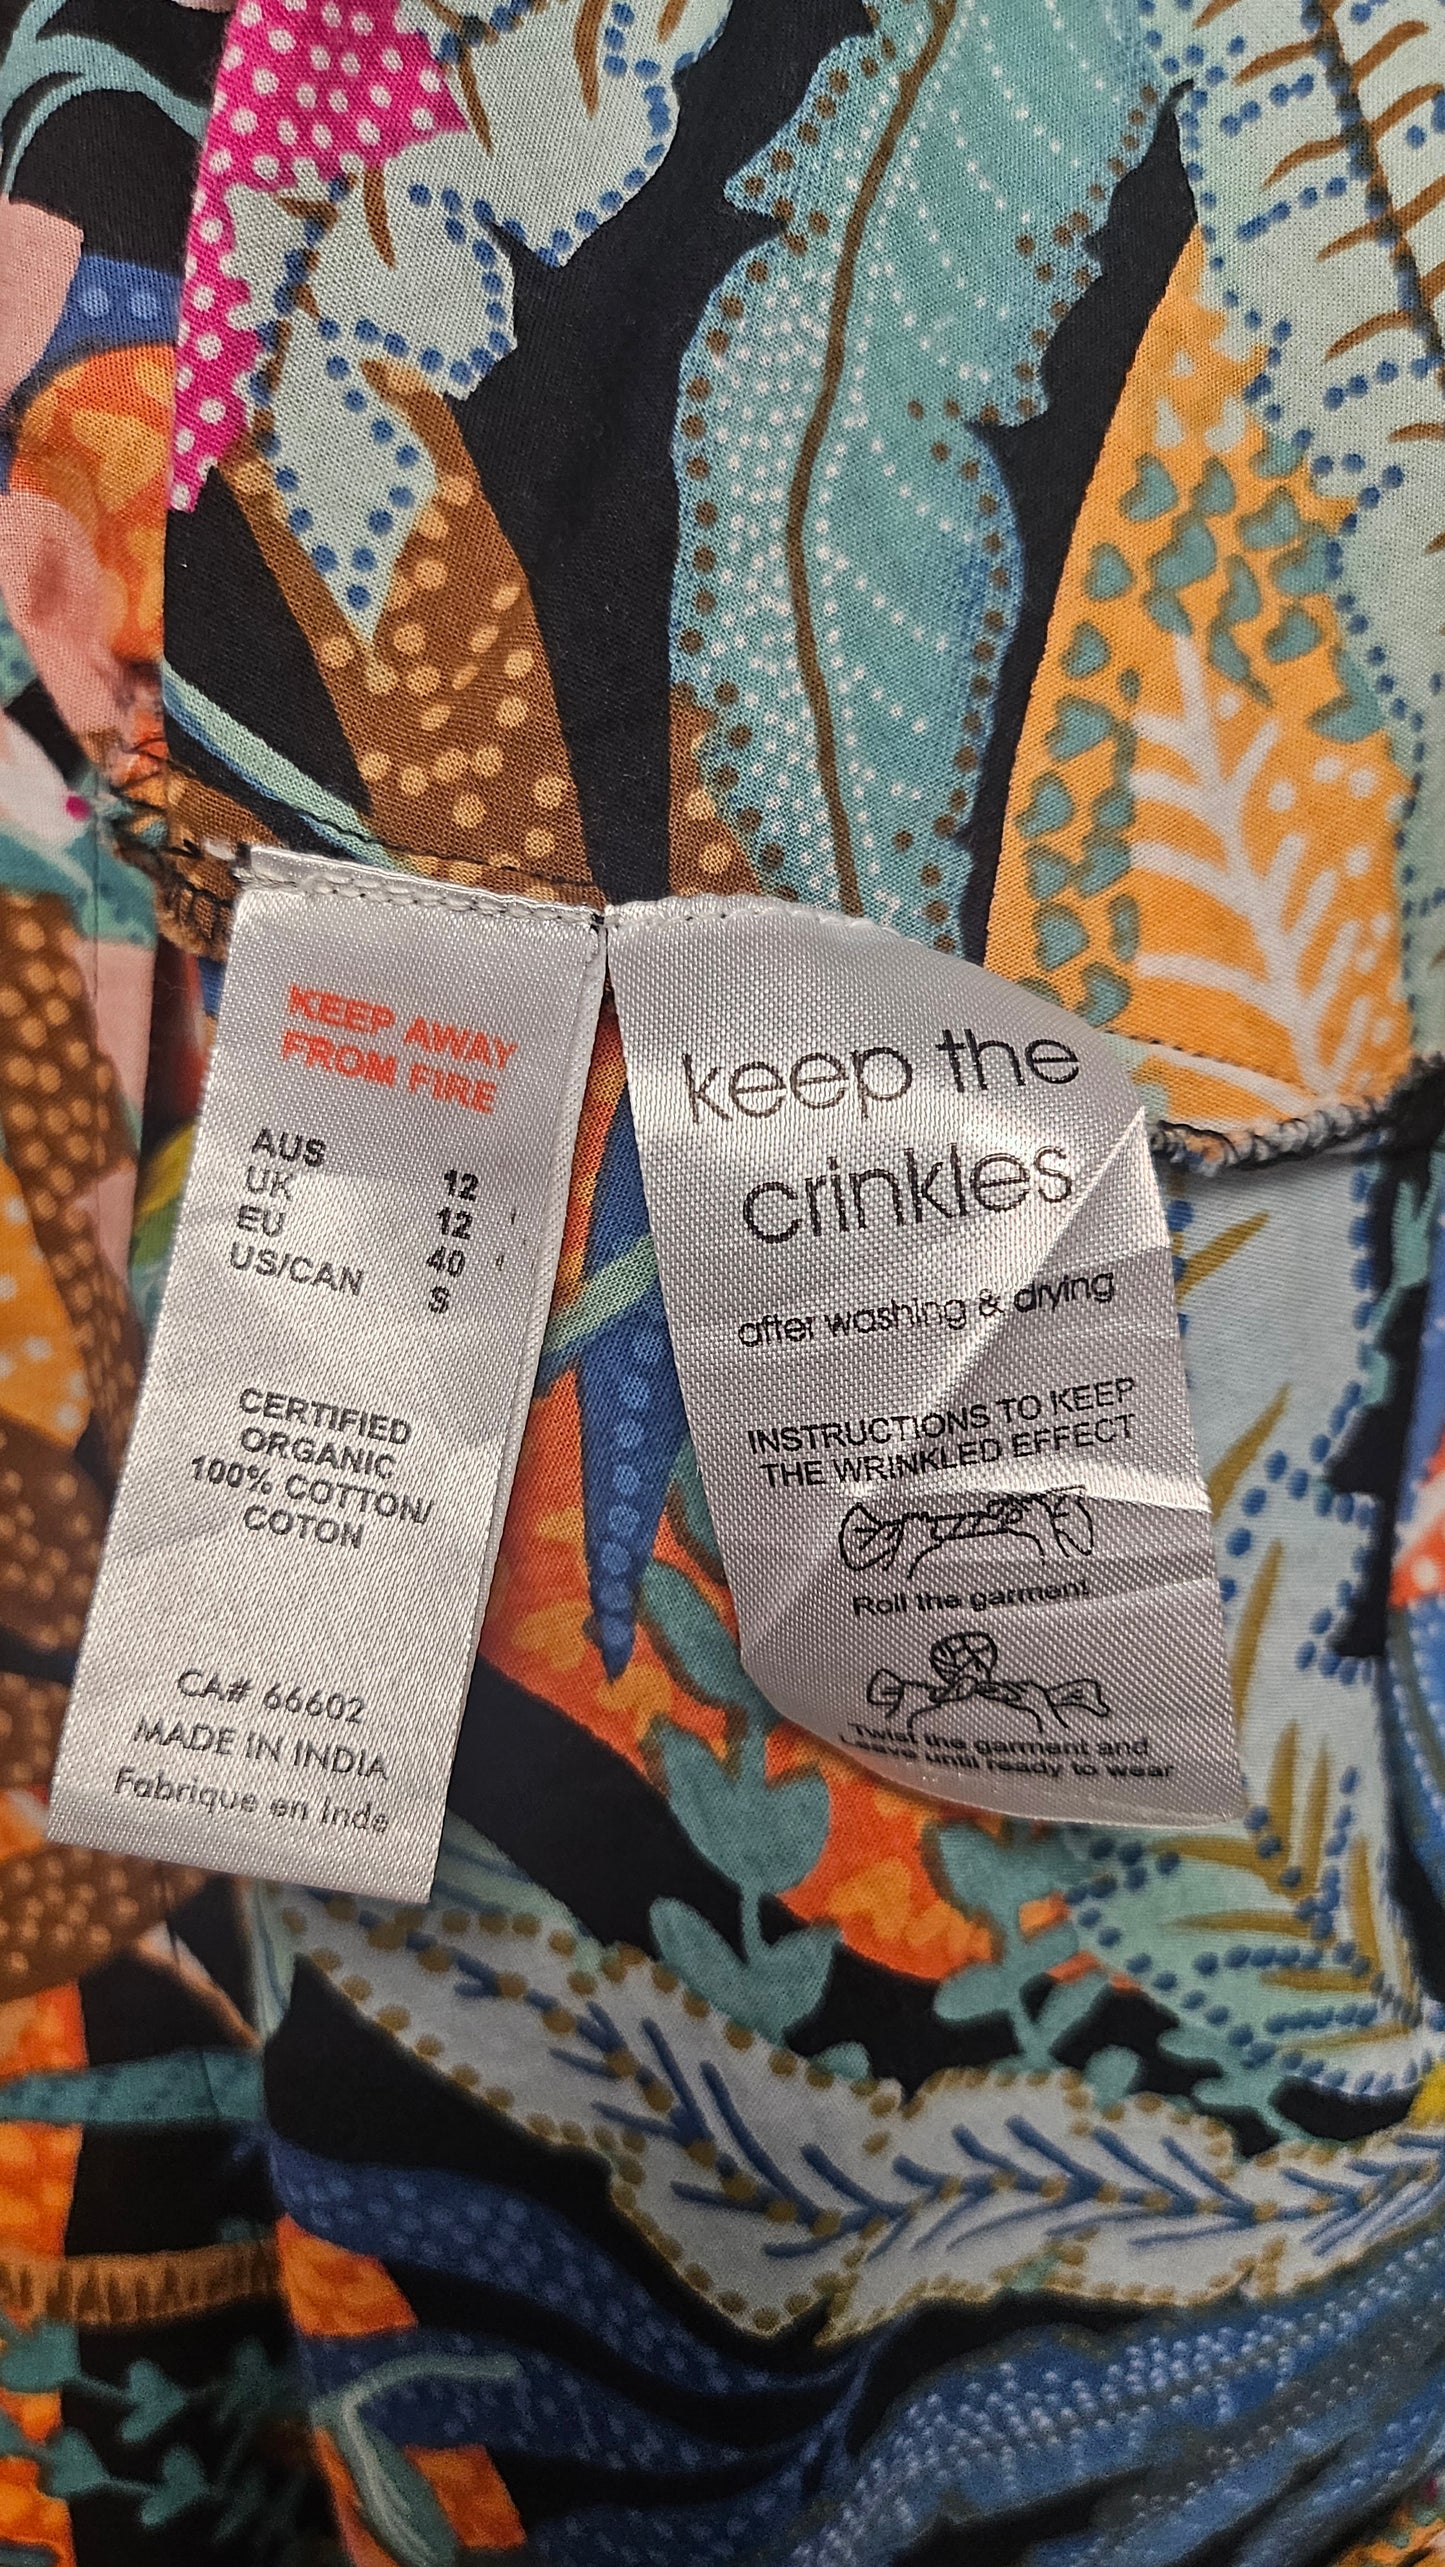 KEEP AWAY
FROM FIRE
AUS 12
UK 12
EU 40
US/CAN S
CERTIFIED
ORGANIC
100% COTTON/
COTON
CA# 66602
MADE IN INDIA
Fabrique en Inde
keep the
crinkles
after washing & drying
INSTRUCTIONS TO KEEP
THE WRINKLED EFFECT
Roll the garment
Twist the garment and
Leave until ready to wear